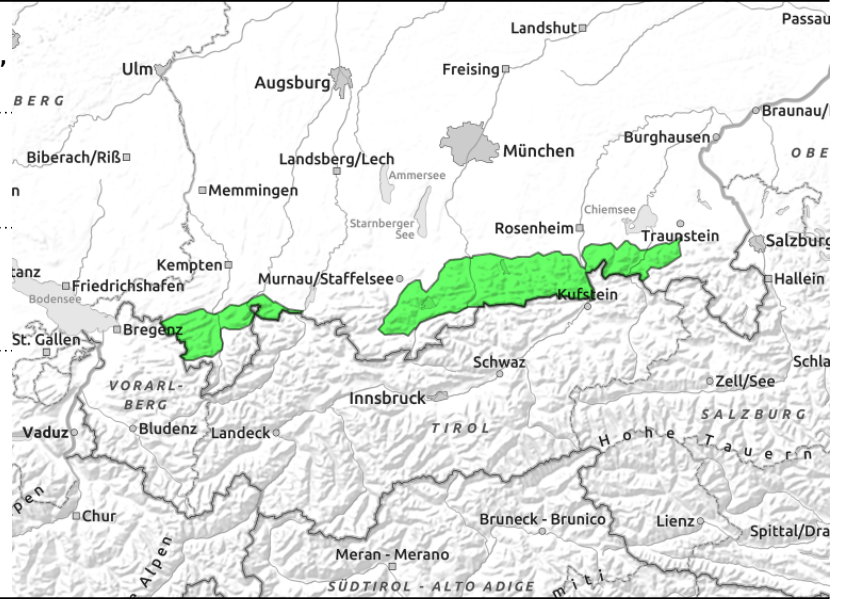 Passau
Landshut
,
Ulm
Freising
Augsburg
BERG
Braunau/
Burghausen
München
OBE
Biberach/Riß
Landsberg/Lech
Ammersee
n
Memmingen
Chiemsee
Starnberger
See
Rosenheim
Traunstein
Salzburg
Kempten
tanz
Murnau/Staffelsee
Hallein
Friedrichshafen
Bodensee
Kufstein
Bregenz
St. Gallen
Schwaz
Schla
VORARL-
BERG
Zell/See
Innsbruck
SALZBURG
Vaduz
Bludenz
Landeck
TIROL
Hohe Tauern
pen
Chur
Bruneck - Brunico
Lienz
Spittal/Dra
e Alpen
Meran - Merano
SÜDTIROL - ALTO ADIGE
miti